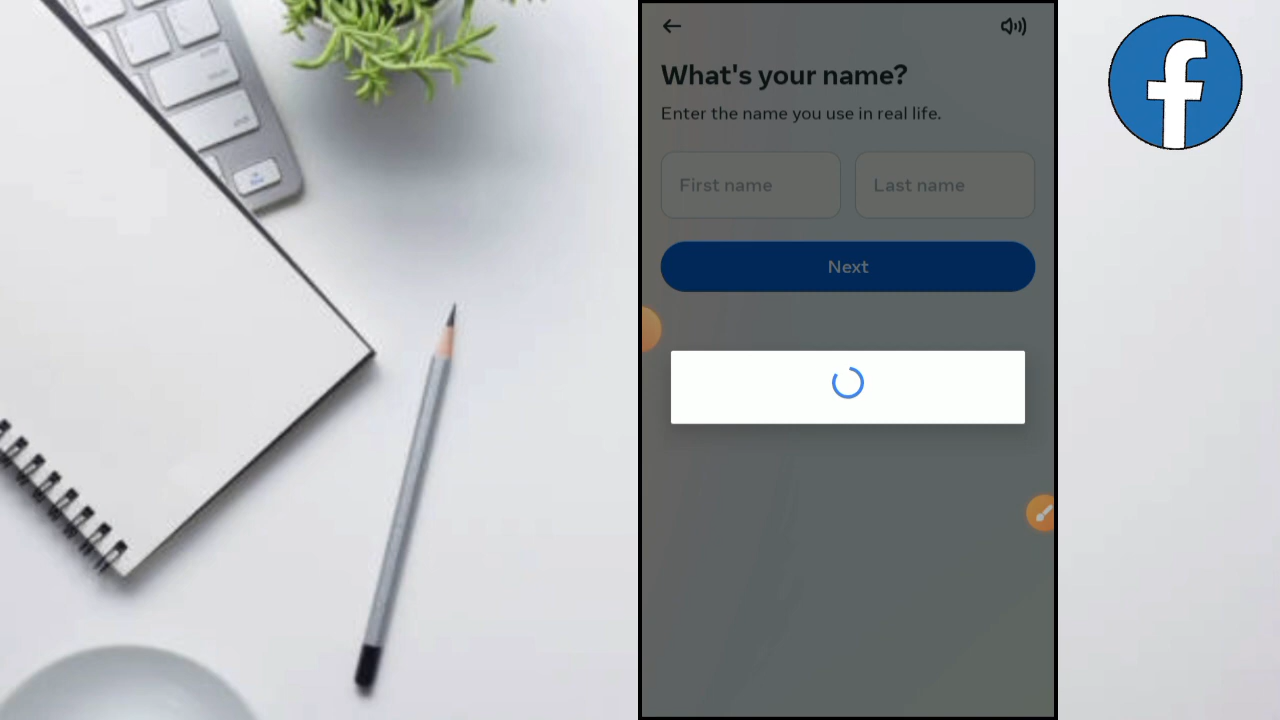 What's your name?
Enter the name you use in real life.
First name
Last name
Next